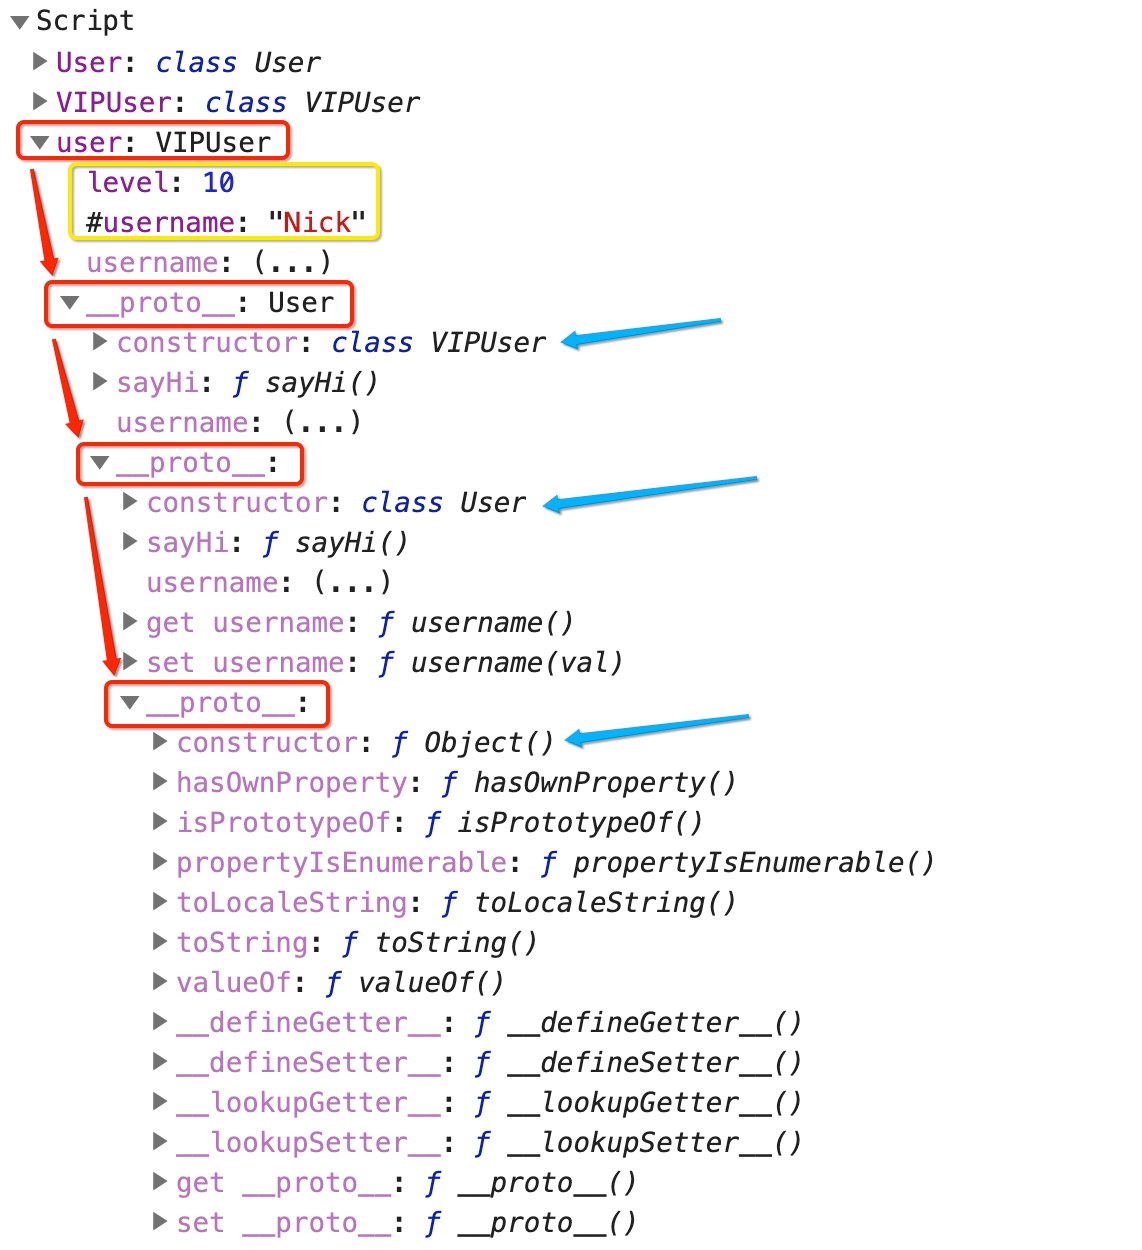 Script
User: class User
VIPUser: class VIPUser
user: VIPUser
level: 10
#username: "Nick"
username: (...)
__proto__: User
constructor: class VIPUser
sayHi: ƒ sayHi()
username: (...)
__proto__:
constructor: class User
sayHi: ƒ sayHi()
username: (...)
get username: ƒ username()
set username: ƒ username(val)
__proto__:
constructor: ƒ Object()
hasOwnProperty: ƒ hasOwnProperty()
isPrototypeOf: ƒ isPrototypeOf()
propertyIsEnumerable: ƒ propertyIsEnumerable()
toLocaleString: ƒ toLocaleString()
toString: ƒ toString()
valueOf: ƒ valueOf()
__defineGetter__: ƒ __defineGetter__()
__defineSetter__: ƒ __defineSetter__()
__lookupGetter__: ƒ __lookupGetter__()
__lookupSetter__: ƒ __lookupSetter__()
get __proto__: ƒ __proto__()
set __proto__: ƒ __proto__()